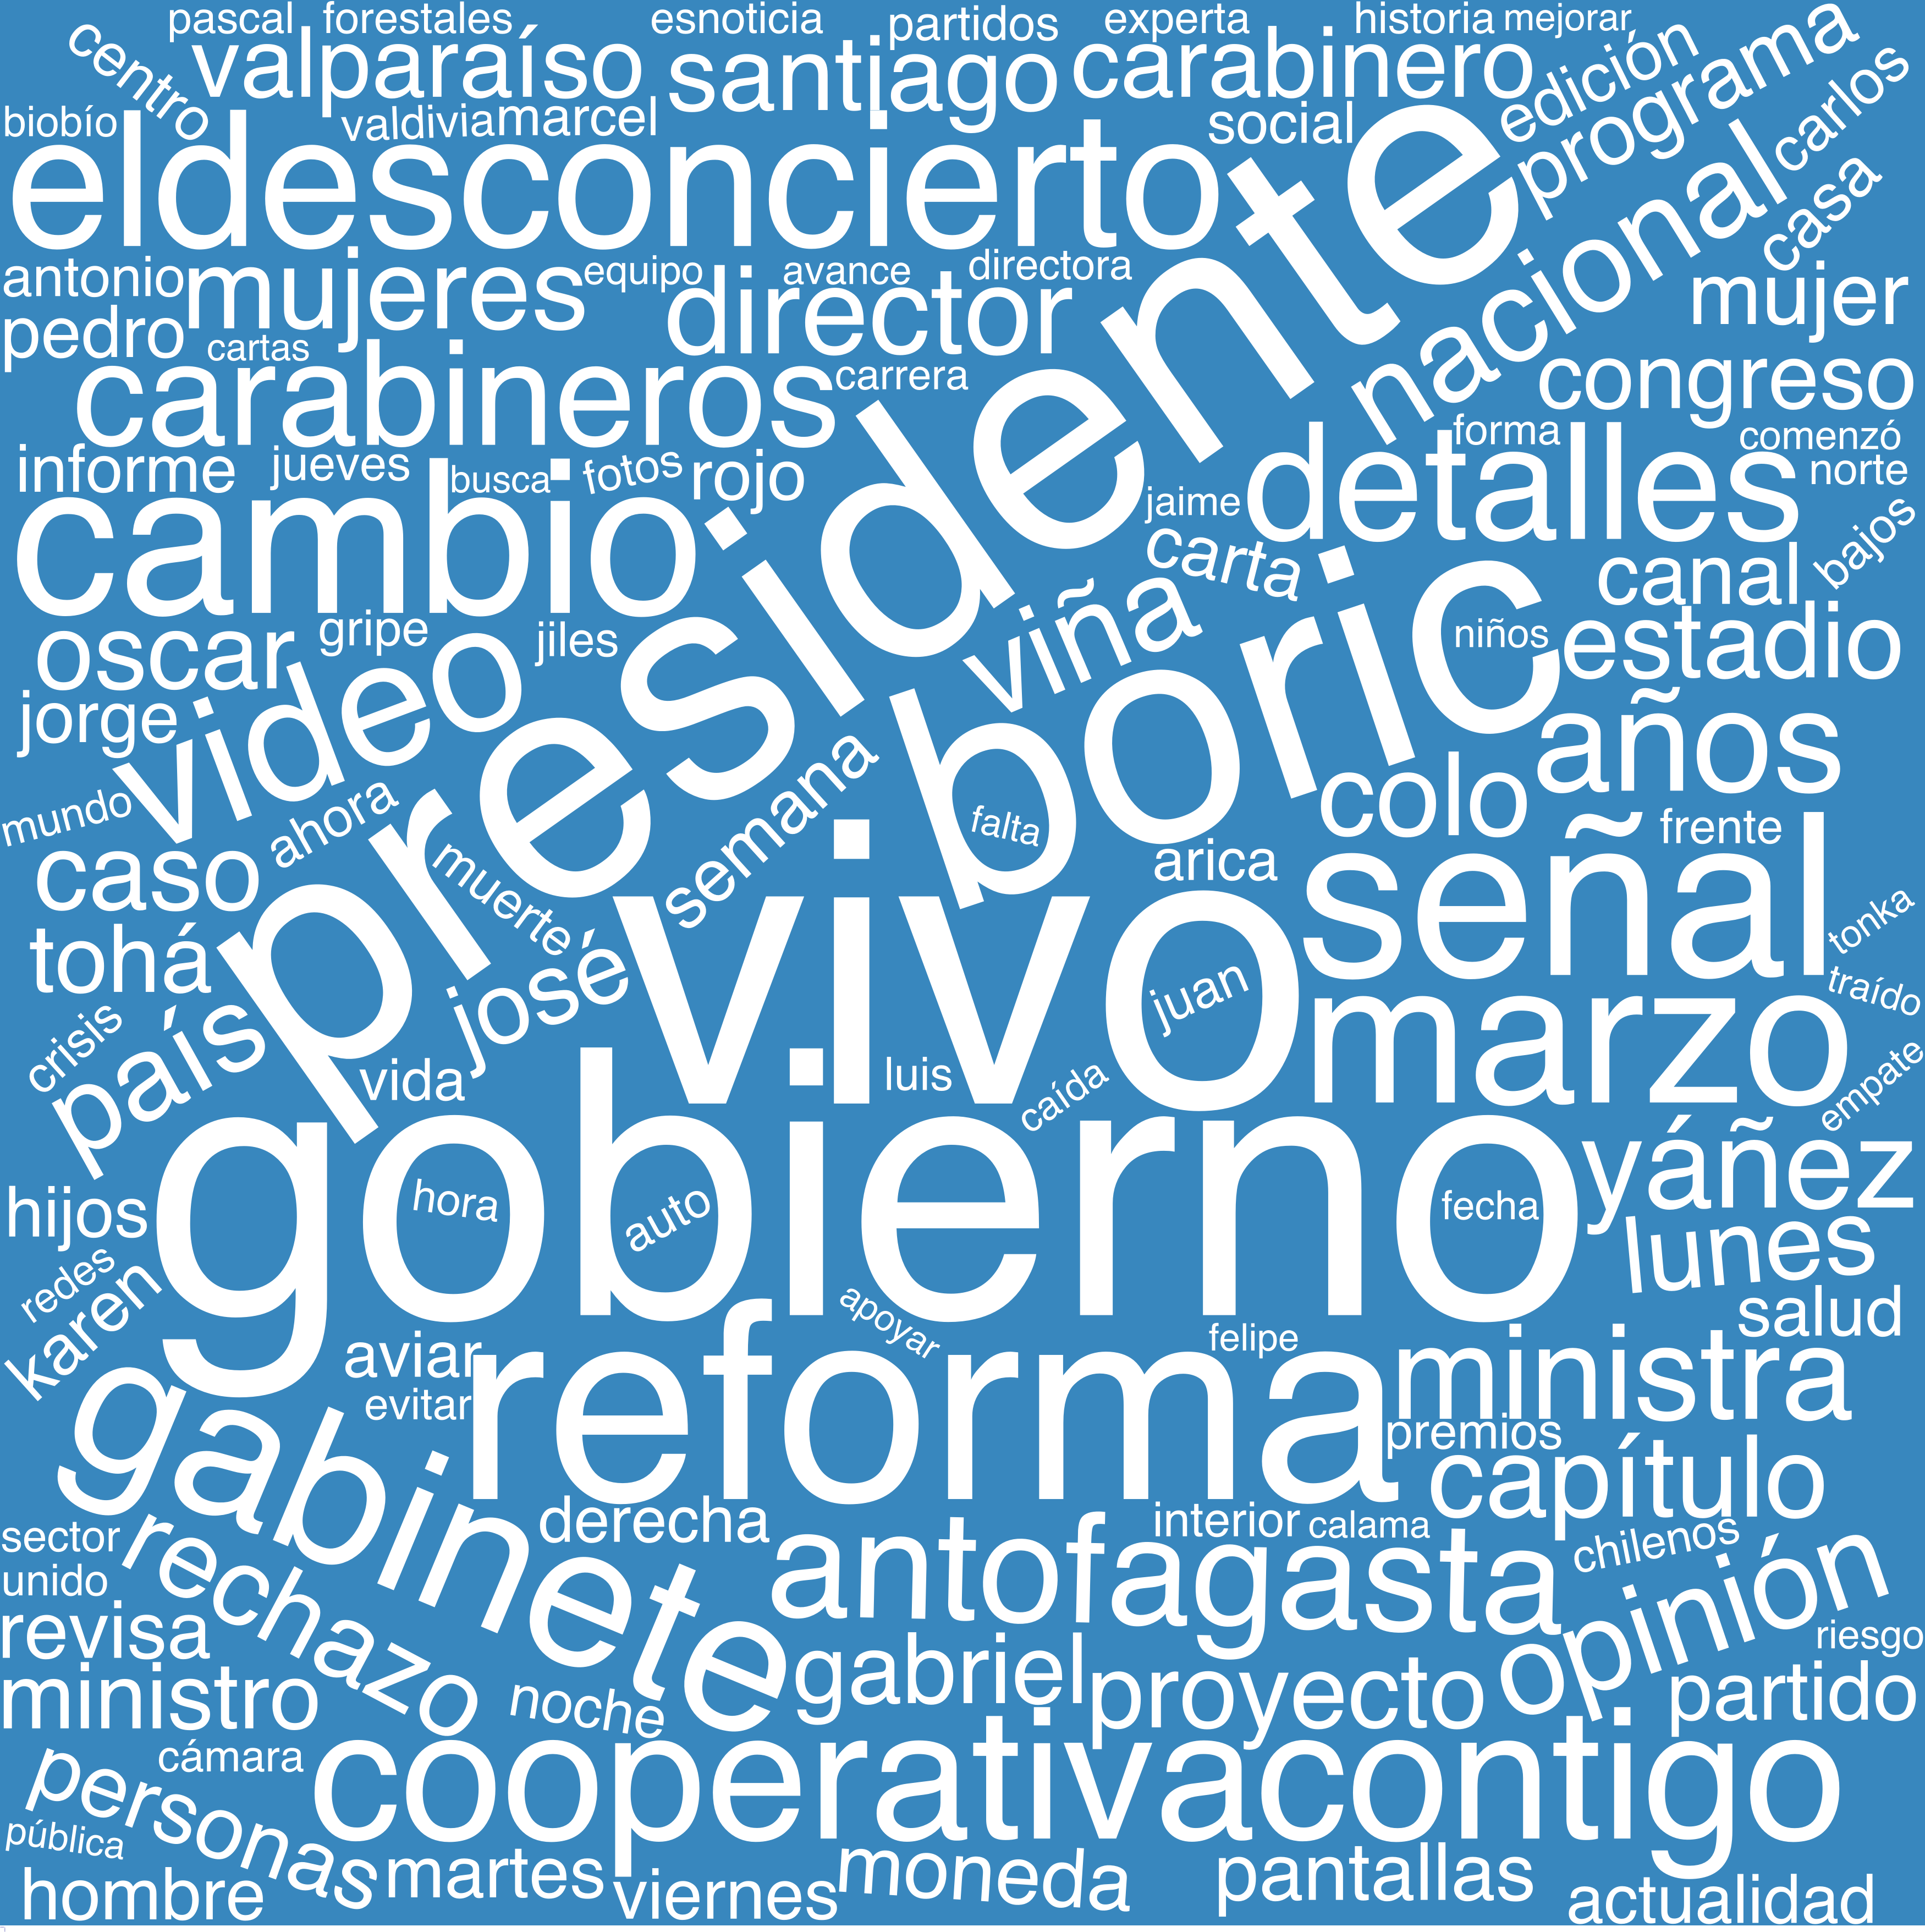 pascal forestales esnoticia partidos experta historia mejorar
centro valparaíso santiago carabinero edición programa
biobío valdivia marcel social carlos
eldesconcierto presidente nacional casa
antonio mujeres equipo avance directora mujer
pedro cartas director congreso
carabineros carrera forma comenzó
informe jueves busca fotos rojo jaime detalles norte
cambio carta canal bajos
oscar gripe jiles viña boric niños estadio
jorge video años
mundo ahora semana falta colo frente
caso muerte arica señal
tohá josé vivo juan tonka
crisis país traído
vida luis caída marzo empate
hijos gobierno hora auto fecha yáñez
redes lunes
karen apoyar felipe salud
aviar reforma ministra
evitar premios
gabinete capítulo
sector rechazo derecha antofagasta interior calama chilenos
unido opinión
revisa gabriel riesgo
ministro noche proyecto partido
cámara cooperativacontigo
personas
pública
hombre martes viernes moneda pantallas actualidad